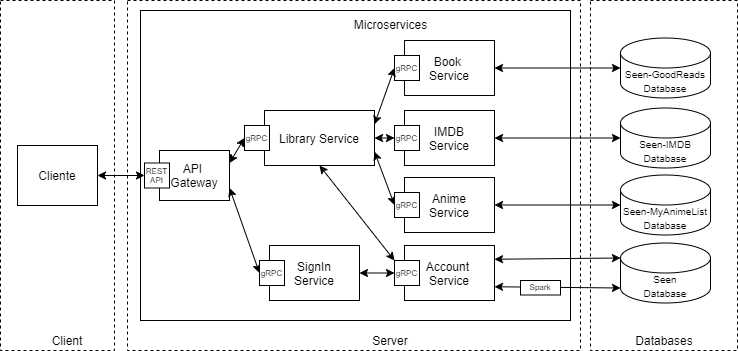 Microservices
Book
Service
gRPC
Seen-GoodReads
Database
gRPC
Library Service
gRPC
IMDB
Service
Seen-IMDB
Database
Cliente
REST
API
API
Gateway
gRPC
Anime
Service
Seen-MyAnimeList
Database
gRPC
SignIn
Service
gRPC
Account
Service
Spark
Seen
Database
Client
Server
Databases